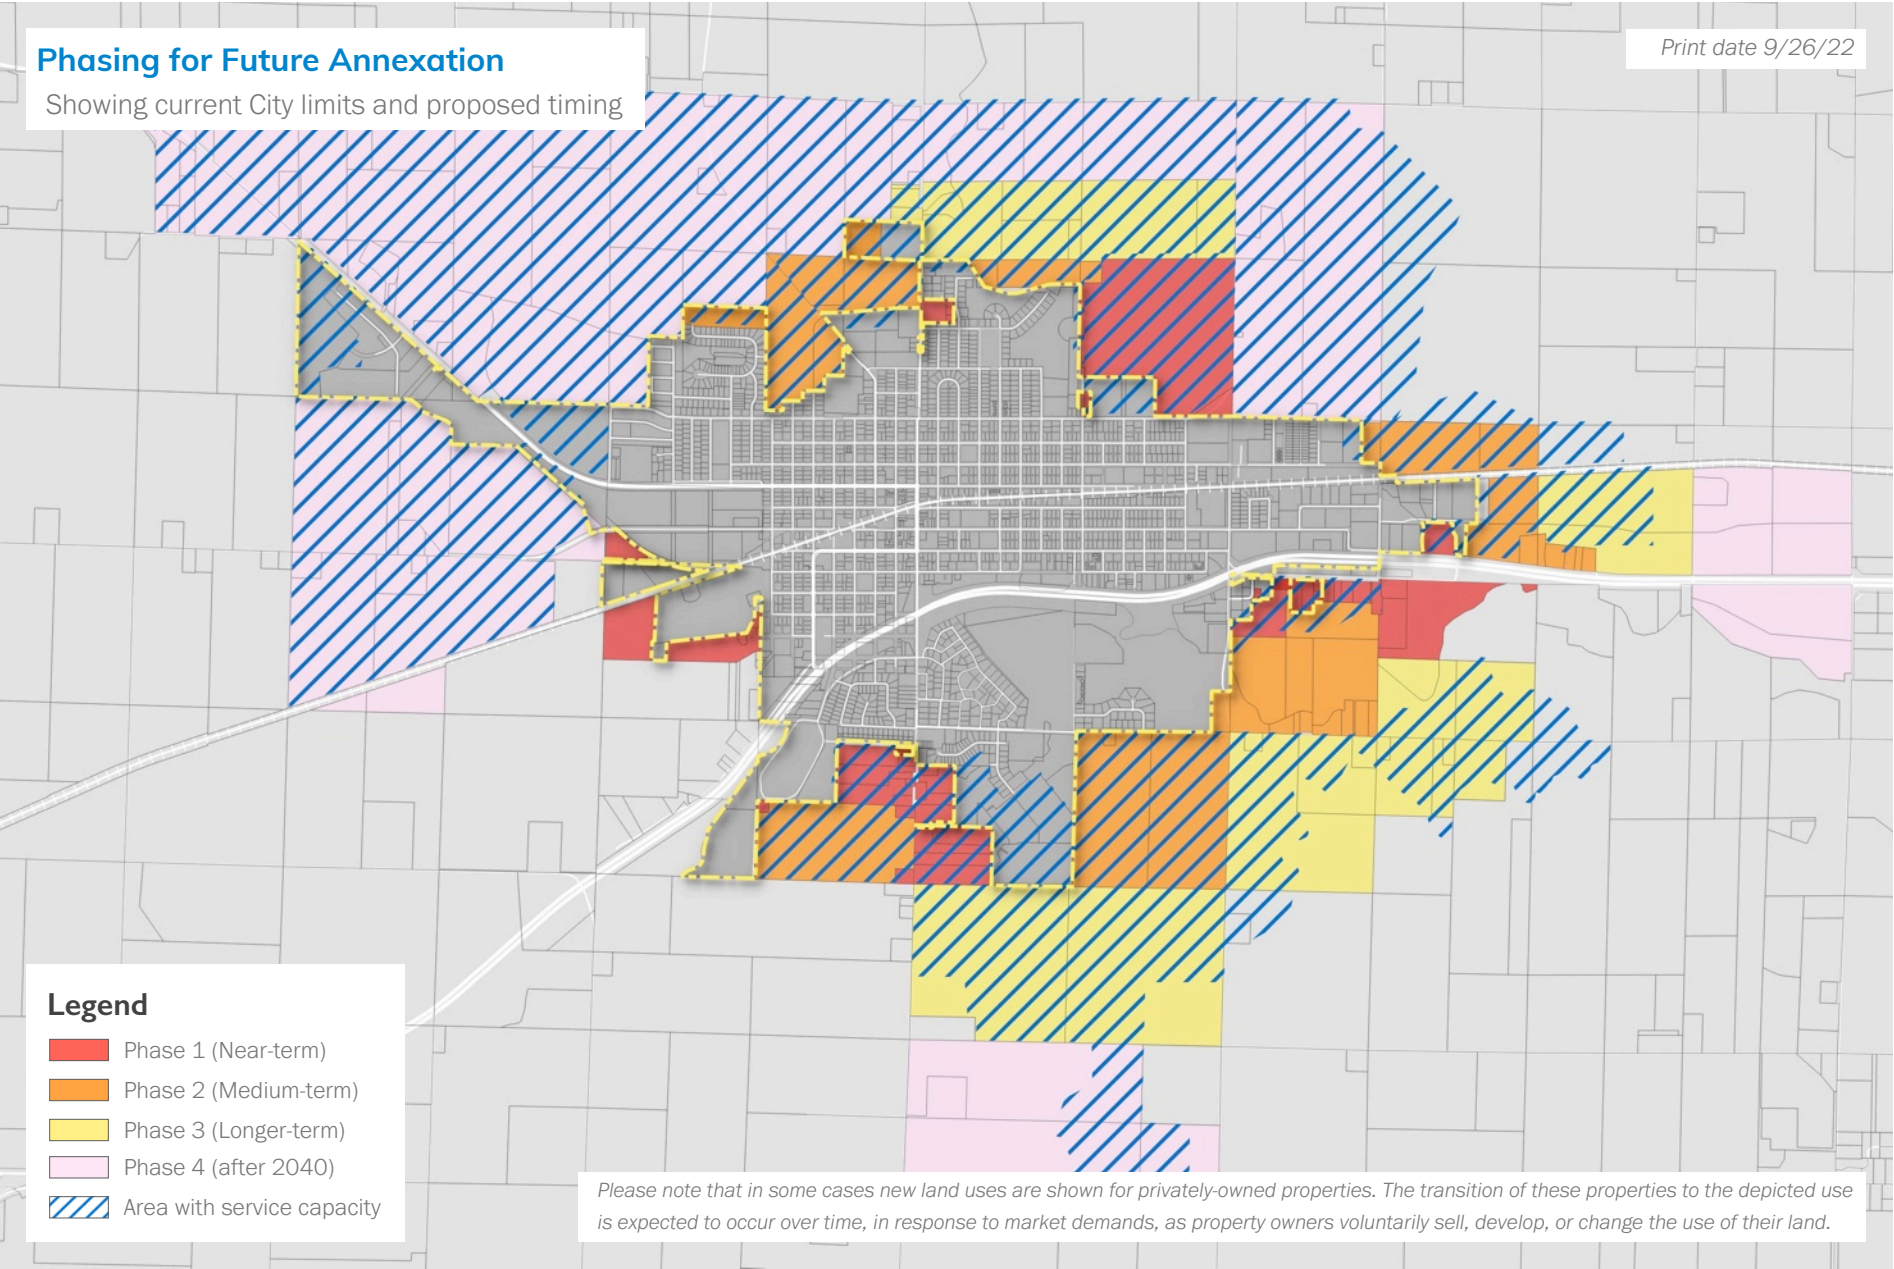 Phasing for Future Annexation
Showing current City limits and proposed timing
Print date 9/26/22
Legend
Phase 1 (Near-term)
Phase 2 (Medium-term)
Phase 3 (Longer-term)
Phase 4 (after 2040)
Area with service capacity
Please note that in some cases new land uses are shown for privately-owned properties. The transition of these properties to the depicted use
is expected to occur over time, in response to market demands, as property owners voluntarily sell, develop, or change the use of their land.